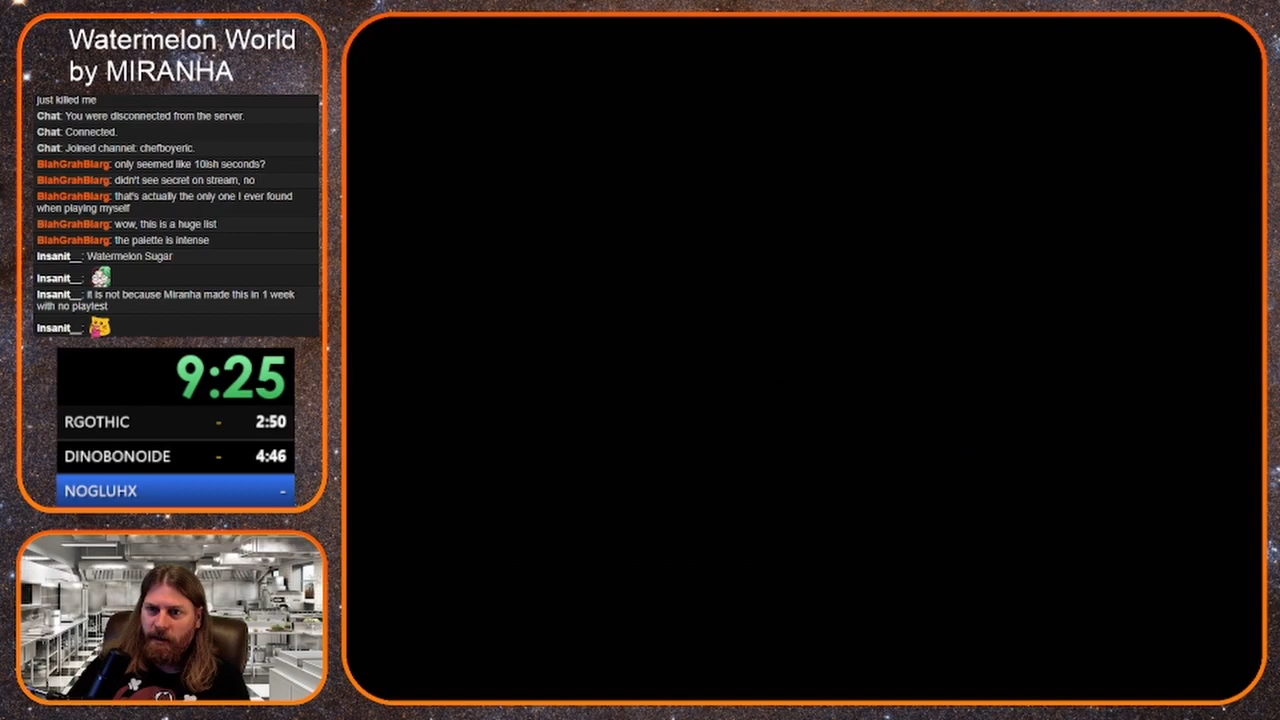 Watermelon World
by MIRANHA
just killed me
Chat: You were disconnected from the server.
Chat: Connected.
Chat: Joined channel: chefboyeric.
BlahGrahBlarg: only seemed like 10ish seconds?
BlahGrahBlarg: didn't see secret on stream, no
BlahGrahBlarg: that's actually the only one I ever found
when playing myself
BlahGrahBlarg: wow, this is a huge list
BlahGrahBlarg: the palette is intense
Insanit__: Watermelon Sugar
Insanit__:
Insanit__: It is not because Miranha made this in 1 week
with no playtest
Insanit__:
9:25
RGOTHIC - 2:50
DINOBONOIDE - 4:46
NOGLUHX -